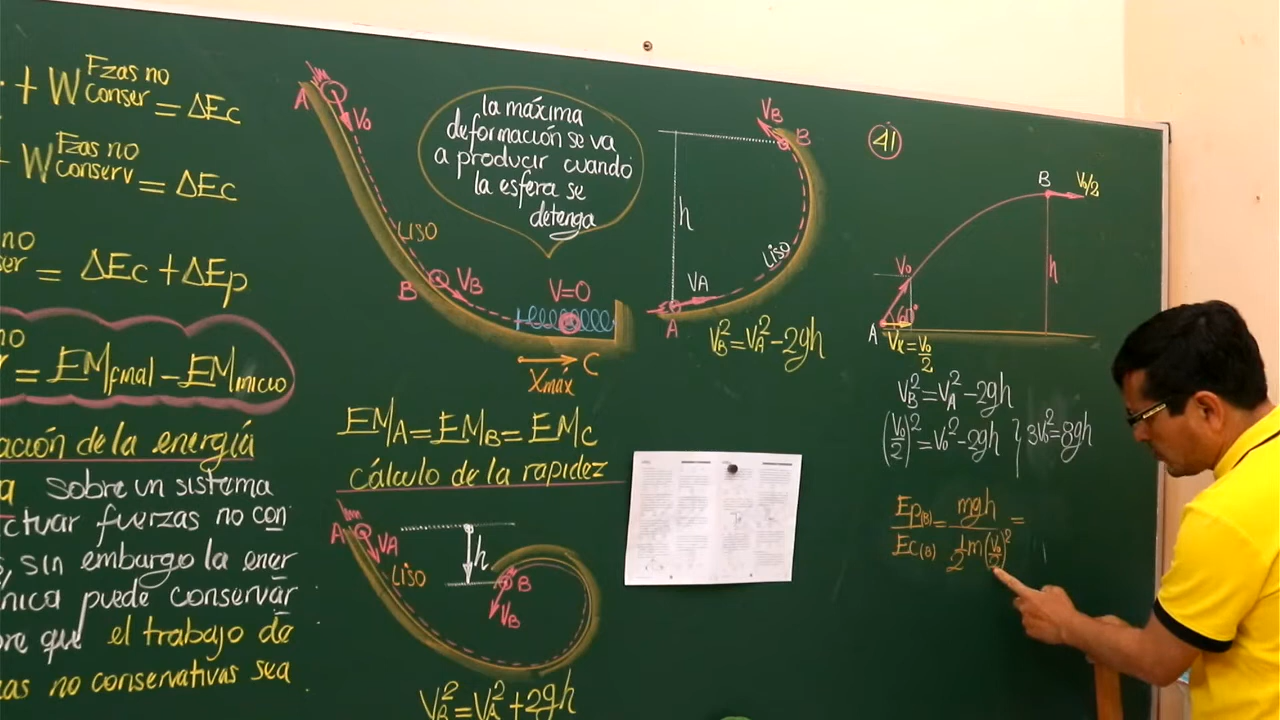 + W Fzas no conser = ΔEc
+ W Fzas no conserv = ΔEc
no
ser = ΔEc + ΔEp
no
= EMfinal - EMinicio
ación de la energía
a sobre un sistema
ctuar fuerzas no con
s, sin embargo la ener
nica puede conservar
re que el trabajo de
as no conservativas sea
A
V₀
LISO
B
VB
V=0
C
Xmáx
la máxima
deformación se va
a producir cuando
la esfera se
detenga
EMA = EMB = EMC
cálculo de la rapidez
A
VA
LISO
h
B
VB
VB² = VA² + 2gh
VB
B
h
LISO
VA
A
VB² = VA² - 2gh
41
B
V₀/2
V₀
h
60°
A
Vx = V₀/2
VB² = VA² - 2gh
(V₀/2)² = V₀² - 2gh } 3V₀² = 8gh
Ep(B)/Ec(B) = mgh / ½m(V₀/2)² =